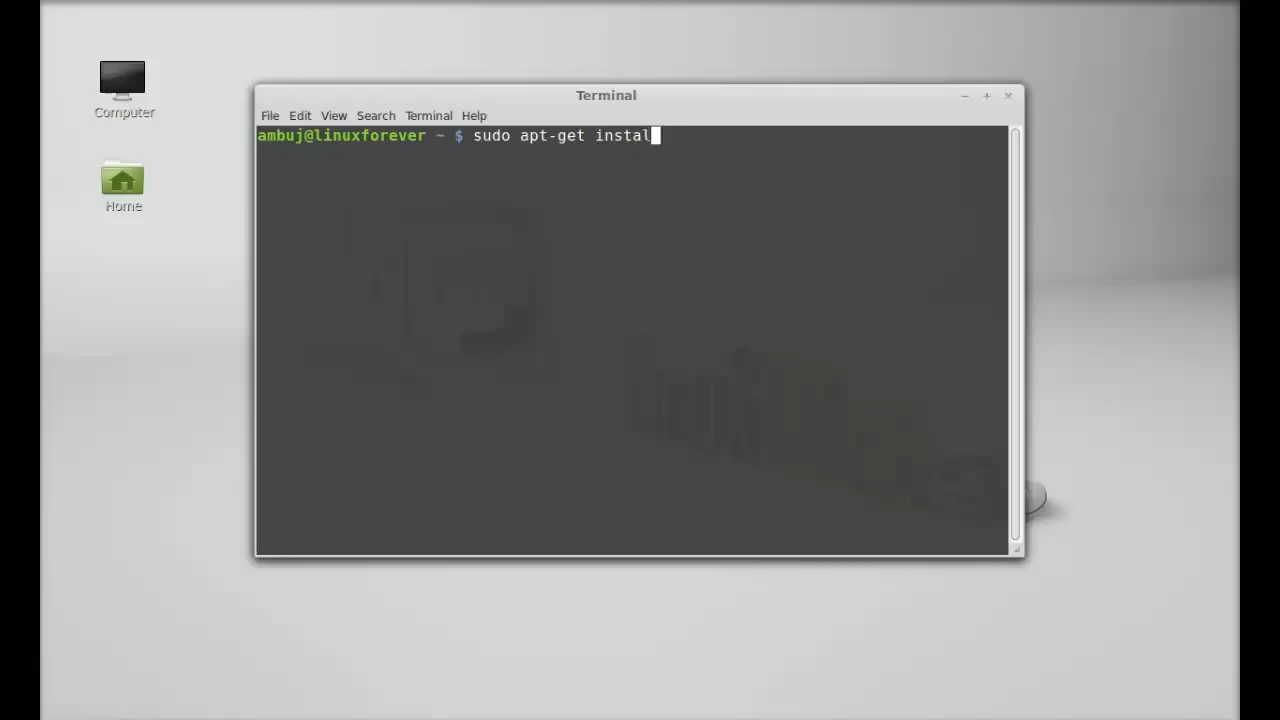 Computer
Home
Terminal
File Edit View Search Terminal Help
ambuj@linuxforever ~ $ sudo apt-get instal